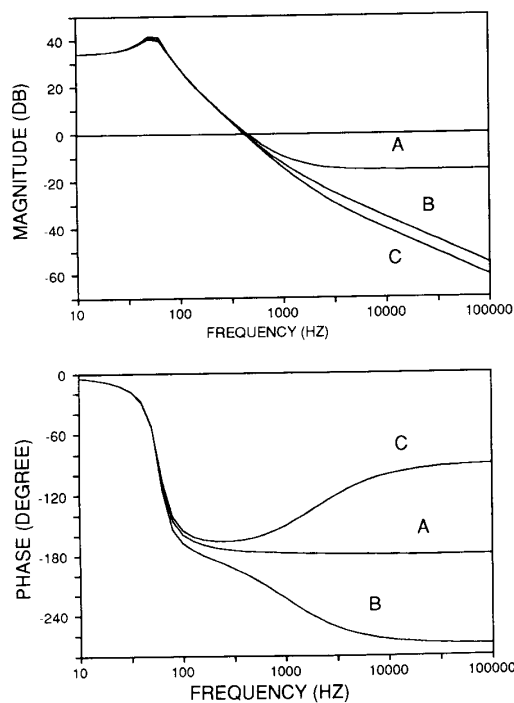 MAGNITUDE (DB)
40
20
0
-20
-40
-60
A
B
C
10
100
1000
10000
100000
FREQUENCY (HZ)
PHASE (DEGREE)
0
-60
-120
-180
-240
C
A
B
10
100
1000
10000
100000
FREQUENCY (HZ)